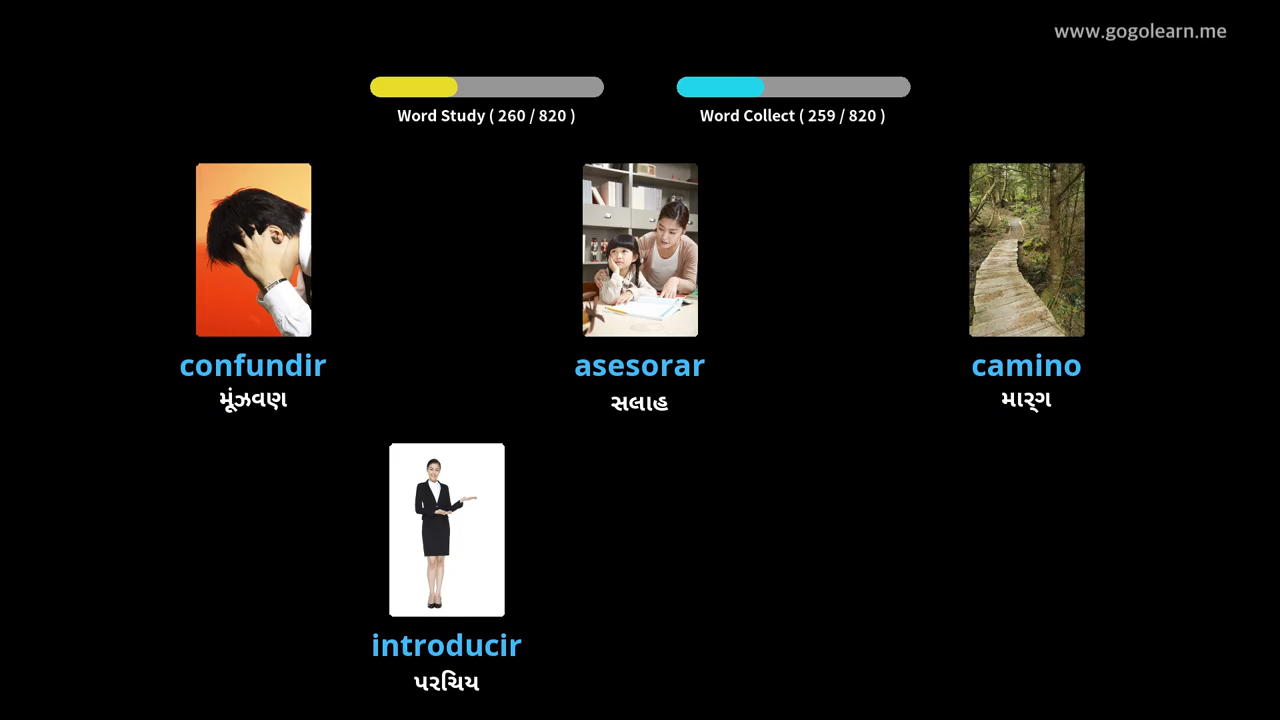 www.gogolearn.me
Word Study ( 260 / 820 )
Word Collect ( 259 / 820 )
confundir
મૂંઝવણ
asesorar
સલાહ
camino
માર્ગ
introducir
પરિચય